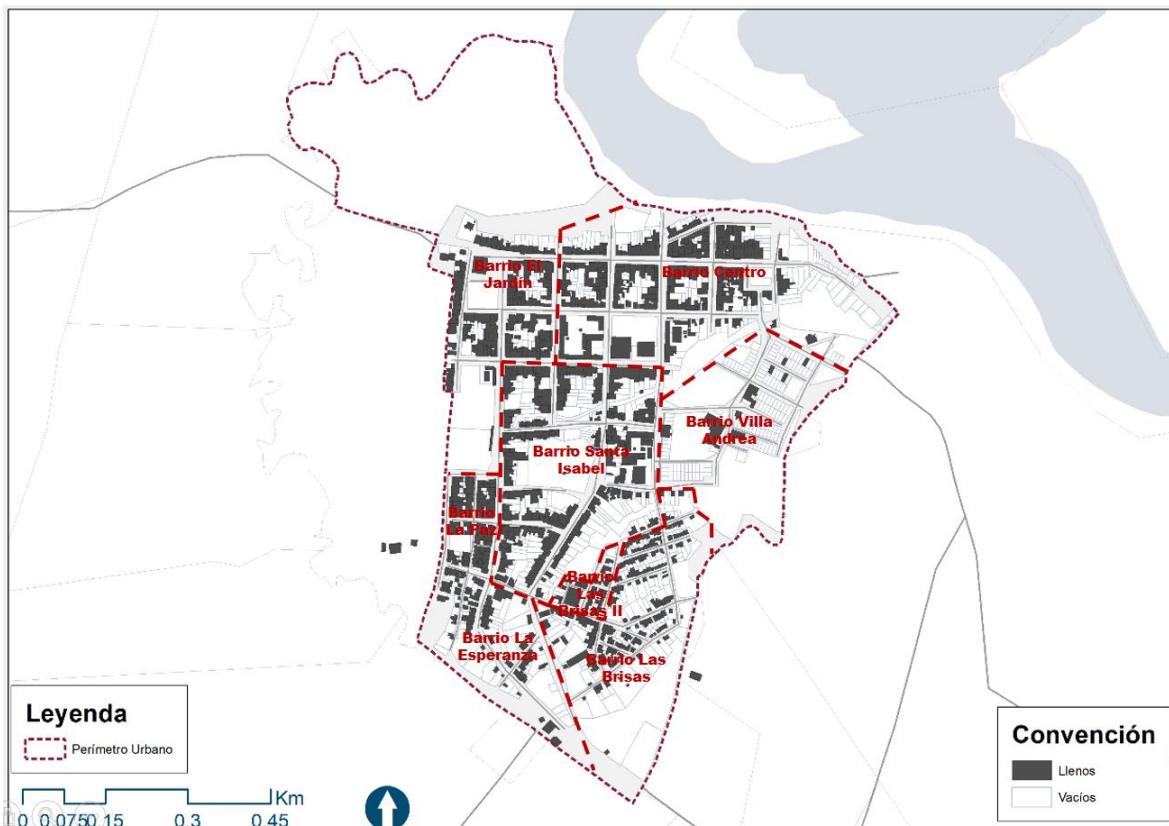 Barrio El
Jardín
Barrio Centro
Barrio Villa
Andrea
Barrio Santa
Isabel
Barrio
La Paz
Barrio
Las
Brisas II
Barrio La
Esperanza
Barrio Las
Brisas
Leyenda
Perímetro Urbano
Km
0 0.075 0.15 0.3 0.45
Convención
Llenos
Vacíos